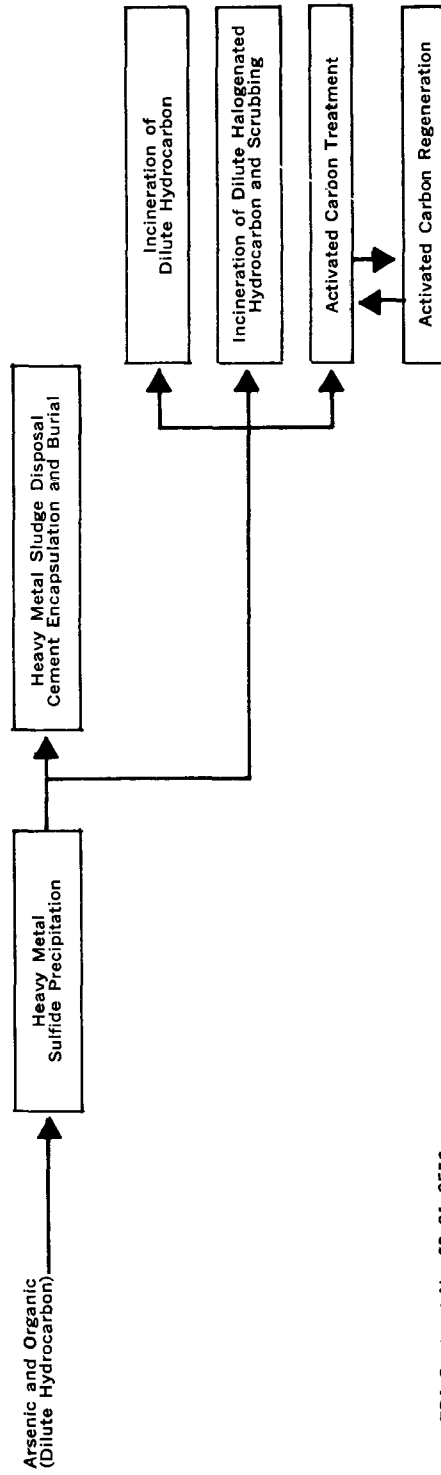 Arsenic and Organic
(Dilute Hydrocarbon)
Heavy Metal
Sulfide Precipitation
Heavy Metal Sludge Disposal
Cement Encapsulation and Burial
Incineration of
Dilute Hydrocarbon
Incineration of Dilute Halogenated
Hydrocarbon and Scrubbing
Activated Carbon Treatment
Activated Carbon Regeneration